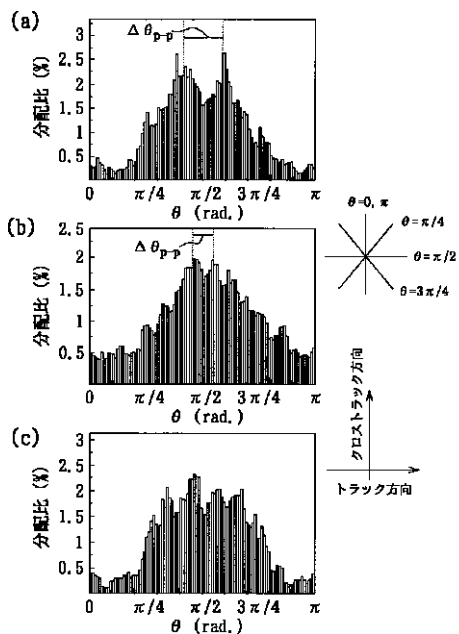 (a)
Δθp-p
分配比 (%)
3
2.5
2
1.5
1
0.5
0 π/4 π/2 3π/4 π
θ (rad.)
(b)
Δθp-p
分配比 (%)
2.5
2
1.5
1
0.5
0 π/4 π/2 3π/4 π
θ (rad.)
(c)
分配比 (%)
3
2.5
2
1.5
1
0.5
0 π/4 π/2 3π/4 π
θ (rad.)
θ=0, π
θ=π/4
θ=π/2
θ=3π/4
クロストラック方向
トラック方向